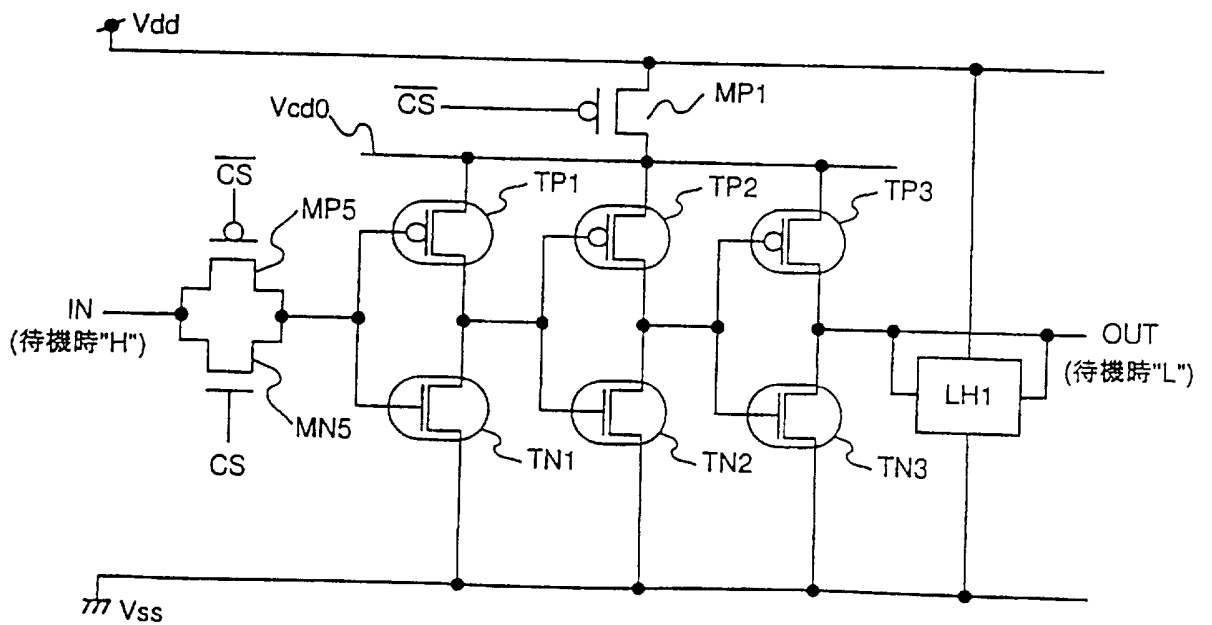 Vdd
CS
MP1
Vcd0
CS
MP5
TP1
TP2
TP3
IN
(待機時"H")
OUT
(待機時"L")
LH1
MN5
CS
TN1
TN2
TN3
Vss